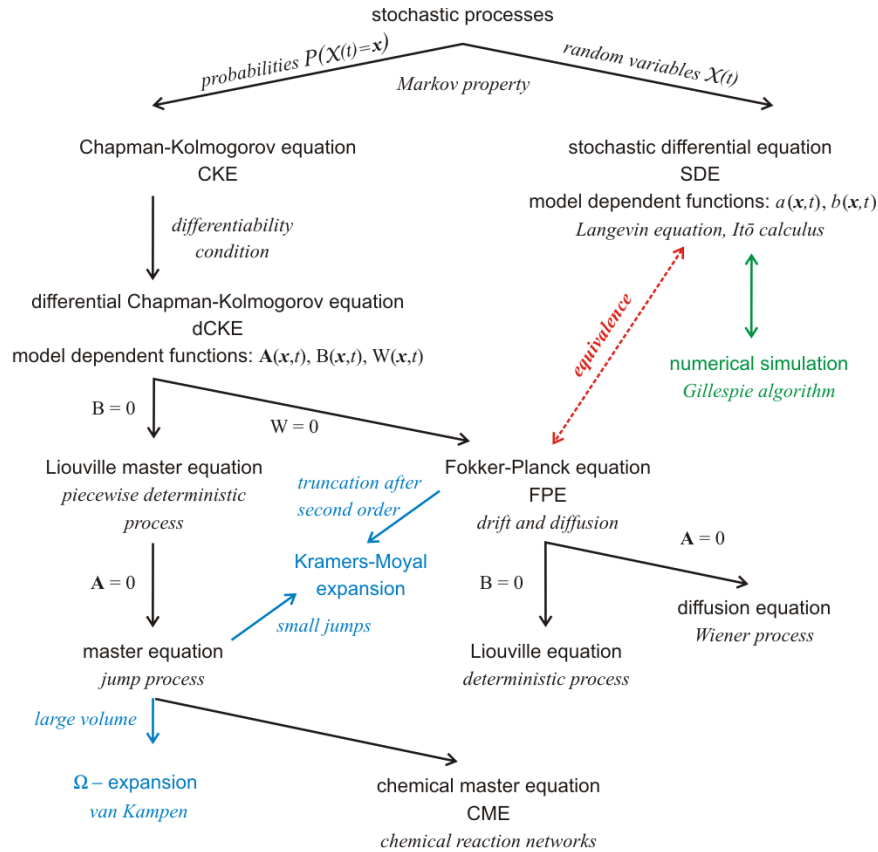 stochastic processes
probabilities P(X(t)=x)
random variables X(t)
Markov property
Chapman-Kolmogorov equation
CKE
stochastic differential equation
SDE
model dependent functions: a(x,t), b(x,t)
Langevin equation, Itō calculus
differentiability
condition
equivalence
differential Chapman-Kolmogorov equation
dCKE
model dependent functions: A(x,t), B(x,t), W(x,t)
numerical simulation
Gillespie algorithm
B = 0
W = 0
Liouville master equation
piecewise deterministic
process
truncation after
second order
Fokker-Planck equation
FPE
drift and diffusion
A = 0
Kramers-Moyal
expansion
A = 0
B = 0
small jumps
diffusion equation
Wiener process
master equation
jump process
Liouville equation
deterministic process
large volume
Ω – expansion
van Kampen
chemical master equation
CME
chemical reaction networks